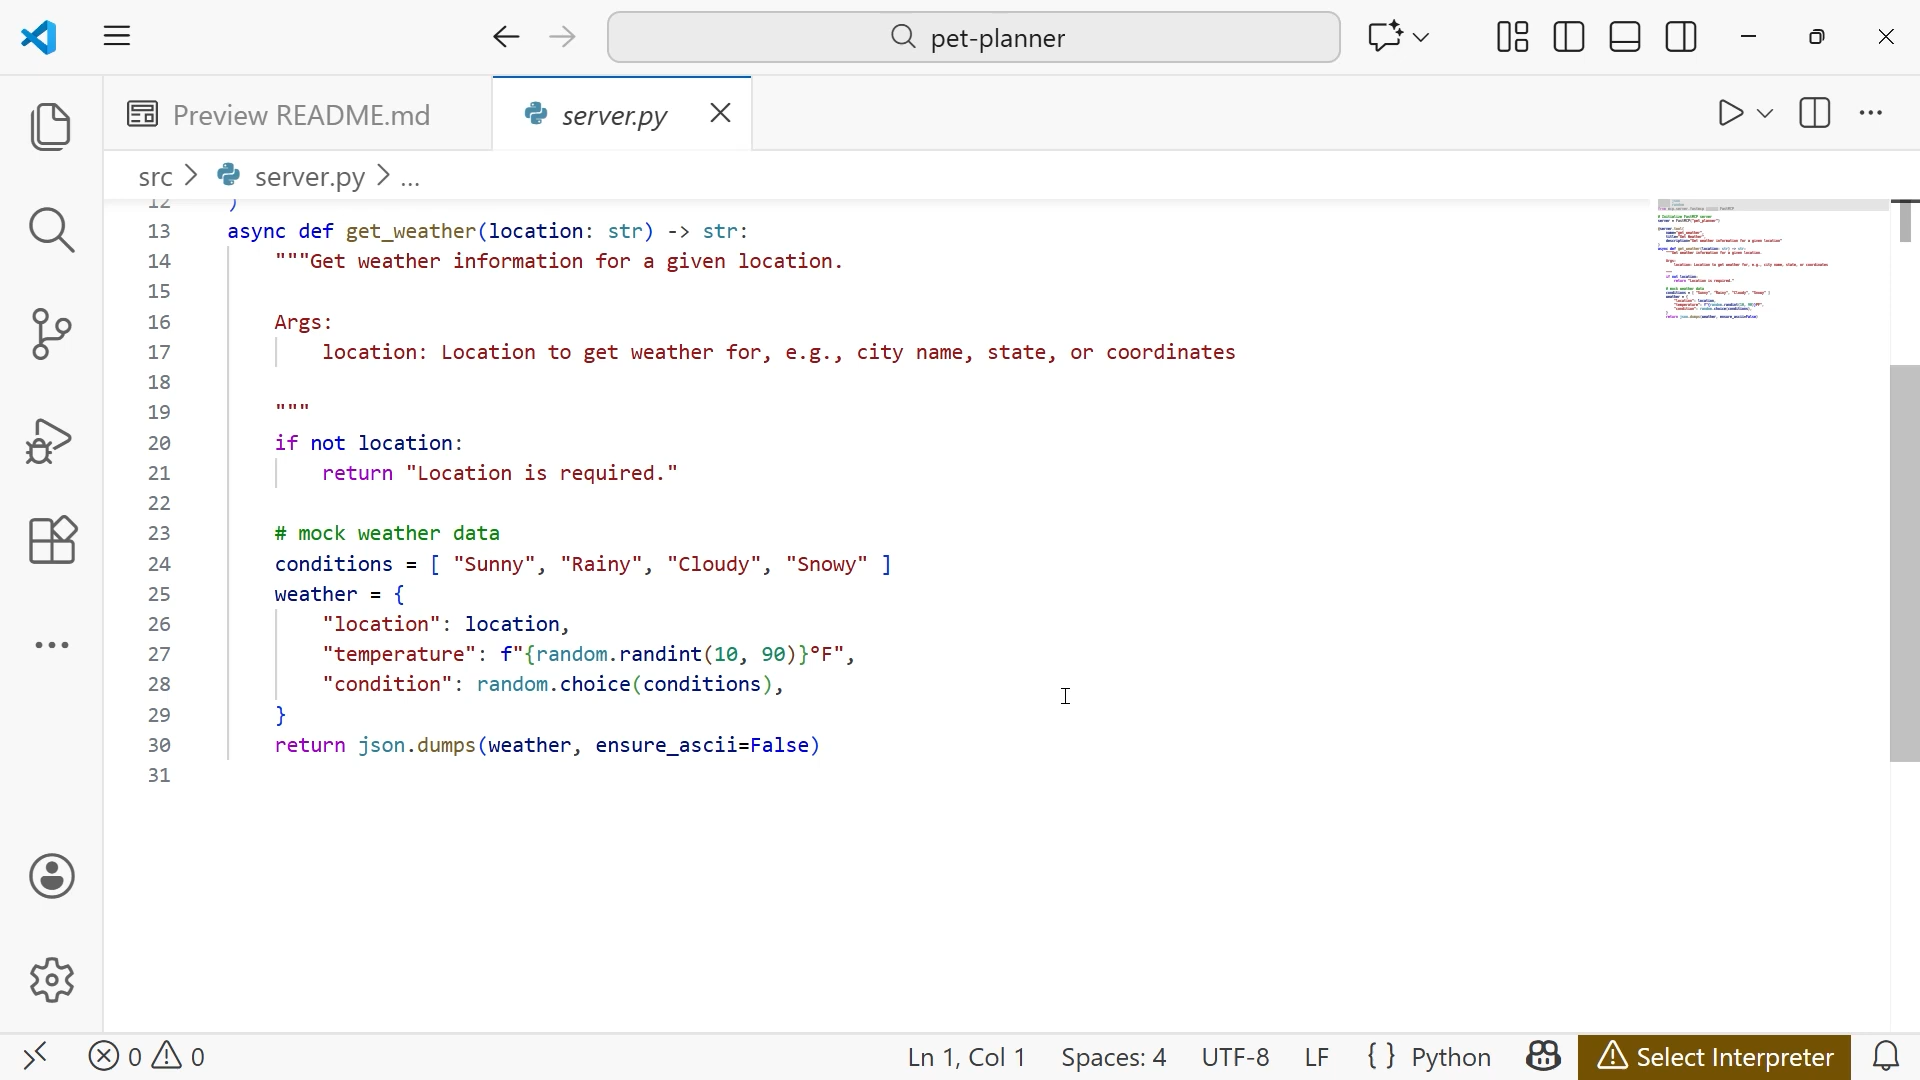 pet-planner
Preview README.md
server.py
src > server.py > ...
12 )
13 async def get_weather(location: str) -> str:
14 """Get weather information for a given location.
15
16 Args:
17 location: Location to get weather for, e.g., city name, state, or coordinates
18
19 """
20 if not location:
21 return "Location is required."
22
23 # mock weather data
24 conditions = [ "Sunny", "Rainy", "Cloudy", "Snowy" ]
25 weather = {
26 "location": location,
27 "temperature": f"{random.randint(10, 90)}°F",
28 "condition": random.choice(conditions),
29 }
30 return json.dumps(weather, ensure_ascii=False)
31
0 0 Ln 1, Col 1 Spaces: 4 UTF-8 LF { } Python Select Interpreter